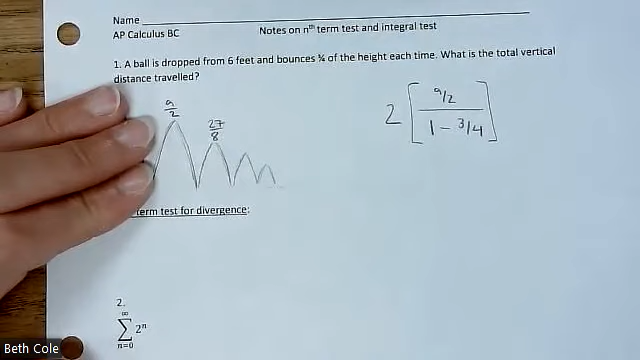 Name
AP Calculus BC
Notes on nth term test and integral test
1. A ball is dropped from 6 feet and bounces ¾ of the height each time. What is the total vertical
distance travelled?
9/2
27/8
2 [ (9/2) / (1 - 3/4) ]
term test for divergence:
2.
∞
∑ 2ⁿ
n=0
Beth Cole